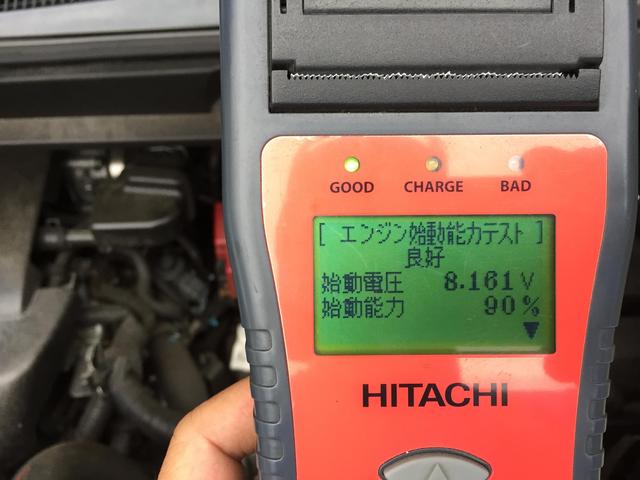 GOOD CHARGE BAD
[ エンジン始動能力テスト ]
良好
始動電圧 8.161V
始動能力 90%
▼
HITACHI